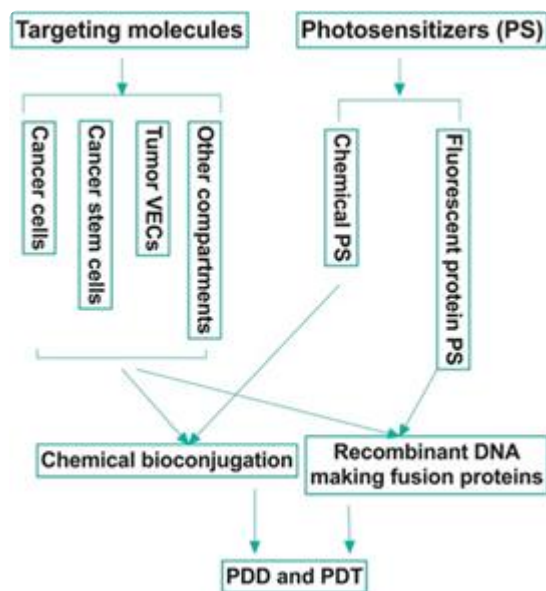 Targeting molecules
Photosensitizers (PS)
Cancer cells
Cancer stem cells
Tumor VECs
Other compartments
Chemical PS
Fluorescent protein PS
Chemical bioconjugation
Recombinant DNA
making fusion proteins
PDD and PDT